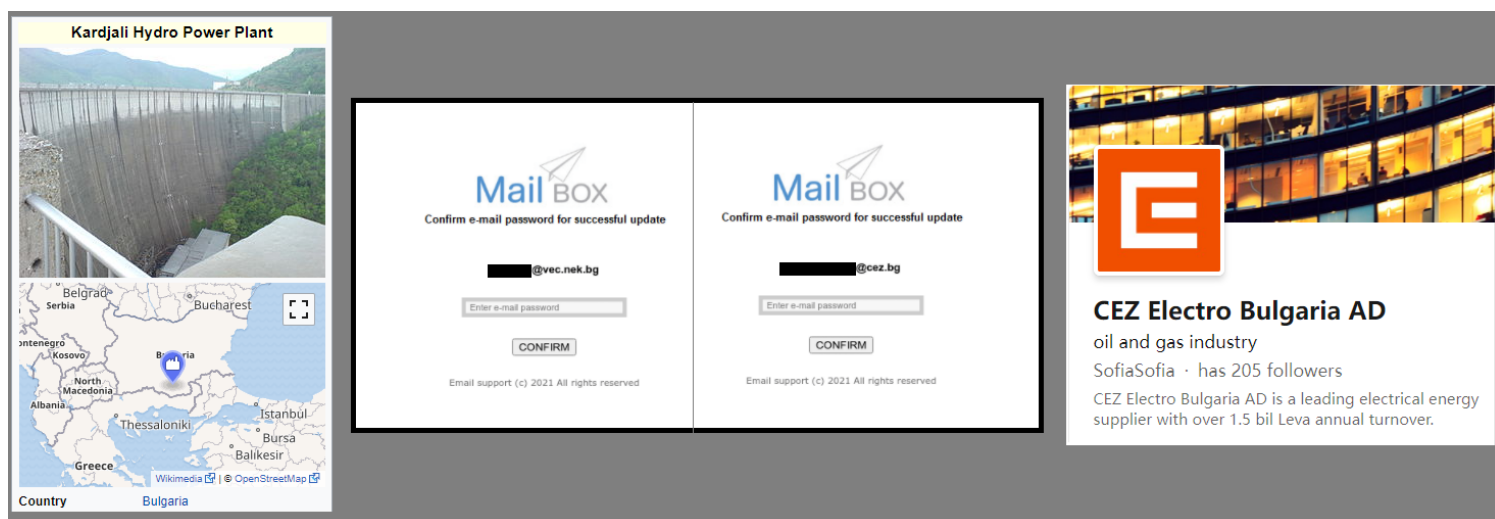 Kardjali Hydro Power Plant
Belgrade
Serbia
Bucharest
Kosovo
North
Macedonia
Albania
Thessaloniki
Istanbul
Bursa
Balikesir
Greece
Wikimedia | © OpenStreetMap
Country Bulgaria
Mail BOX
Confirm e-mail password for successful update
@vec.nek.bg
Enter e-mail password
CONFIRM
Email support (c) 2021 All rights reserved
Mail BOX
Confirm e-mail password for successful update
@cez.bg
Enter e-mail password
CONFIRM
Email support (c) 2021 All rights reserved
CEZ Electro Bulgaria AD
oil and gas industry
SofiaSofia · has 205 followers
CEZ Electro Bulgaria AD is a leading electrical energy
supplier with over 1.5 bil Leva annual turnover.